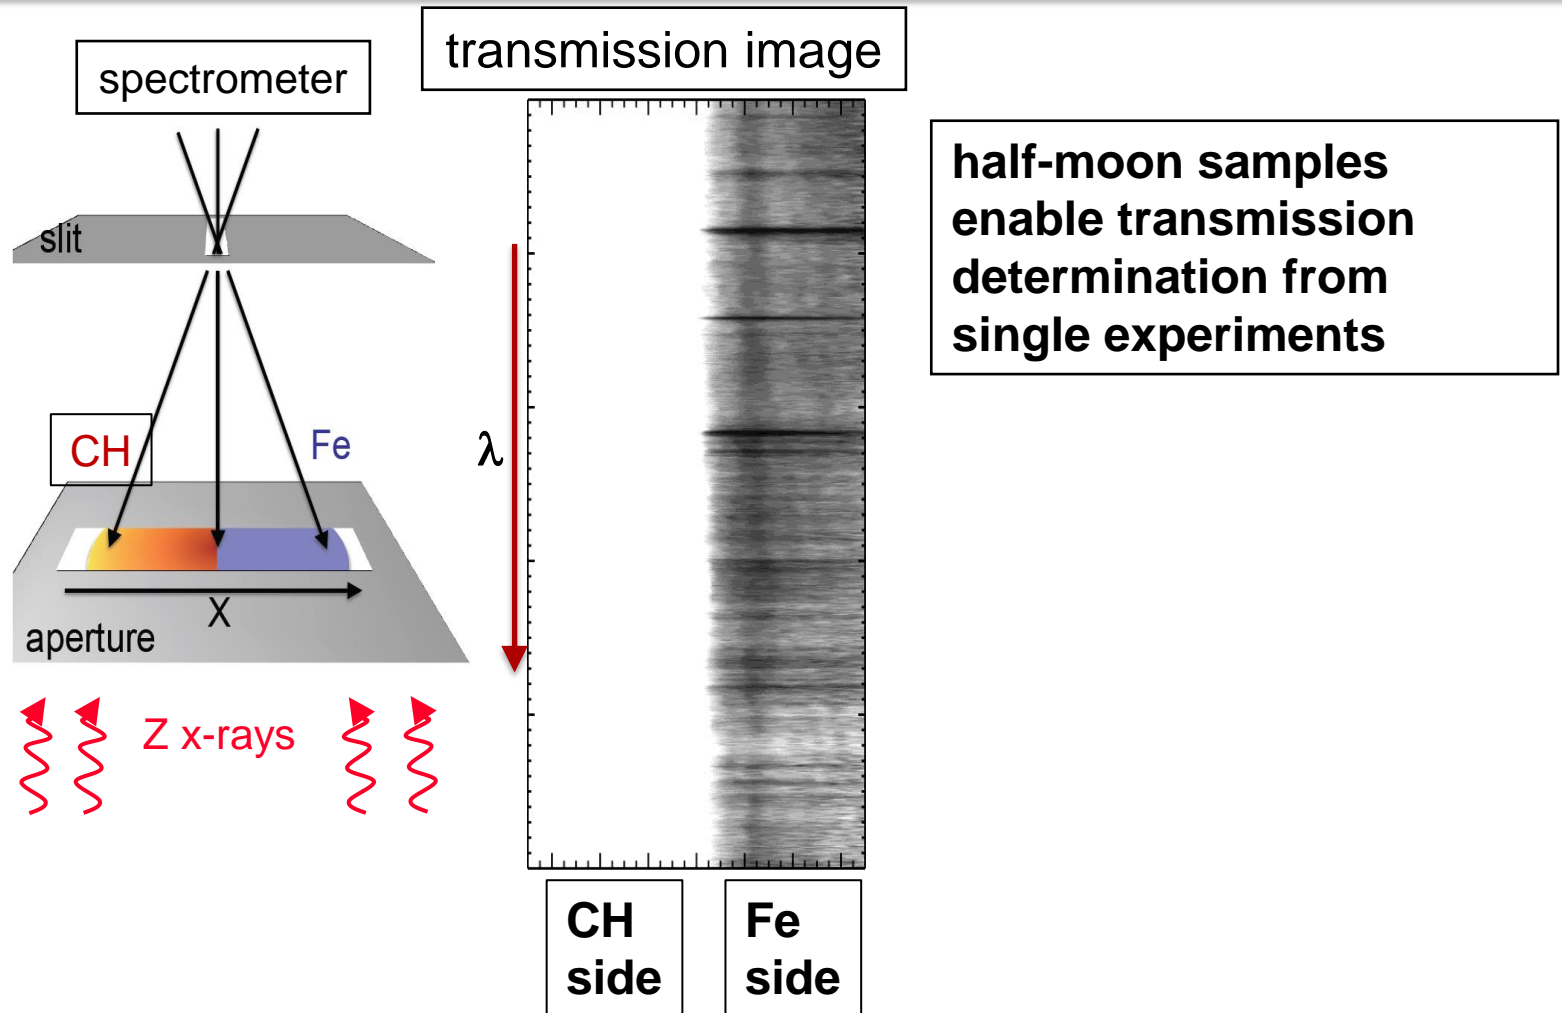 spectrometer
transmission image
slit
CH
Fe
X
aperture
Z x-rays
λ
CH
side
Fe
side
half-moon samples
enable transmission
determination from
single experiments